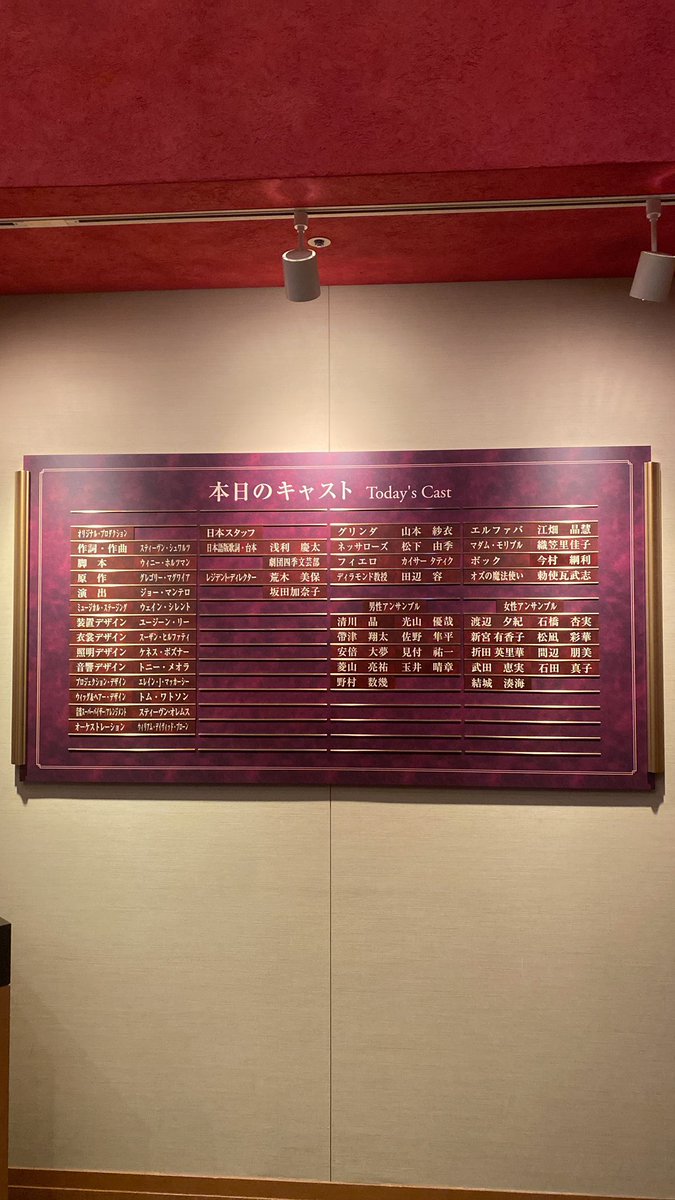 本日のキャスト Today's Cast
オリジナル・プロダクション
作詞・作曲 スティーヴン・シュワルツ
脚本 ウィニー・ホルツマン
原作 グレゴリー・マグワイア
演出 ジョー・マンテロ
ミュージカル・ステージング ウェイン・シレント
装置デザイン ユージーン・リー
衣裳デザイン スーザン・ヒルファティ
照明デザイン ケネス・ポズナー
音響デザイン トニー・メオラ
プロジェクション・デザイン エレイン・J・マッカーシー
ウィッグ&ヘアー・デザイン トム・ワトソン
音楽スーパーバイザー・アレンジメント スティーヴン・オレムス
オーケストレーション ウィリアム・デイヴィッド・ブローン
日本スタッフ
日本語版歌詞・台本 浅利 慶太
劇団四季文芸部
レジデント・ディレクター 荒木 美保
坂田加奈子
グリンダ 山本 紗衣
ネッサローズ 松下 由季
フィエロ カイサー タティク
ディラモンド教授 田辺 容
エルファバ 江畑 晶慧
マダム・モリブル 織笠里佳子
ボック 今村 綱利
オズの魔法使い 勅使瓦武志
男性アンサンブル
清川 晶 光山 優哉
帶津 翔太 佐野 隼平
安倍 大夢 見付 祐一
菱山 亮祐 玉井 晴章
野村 数幾
女性アンサンブル
渡辺 夕紀 石橋 杏実
新宮 有香子 松凪 彩華
折田 英里華 間辺 朋美
武田 恵実 石田 真子
結城 湊海